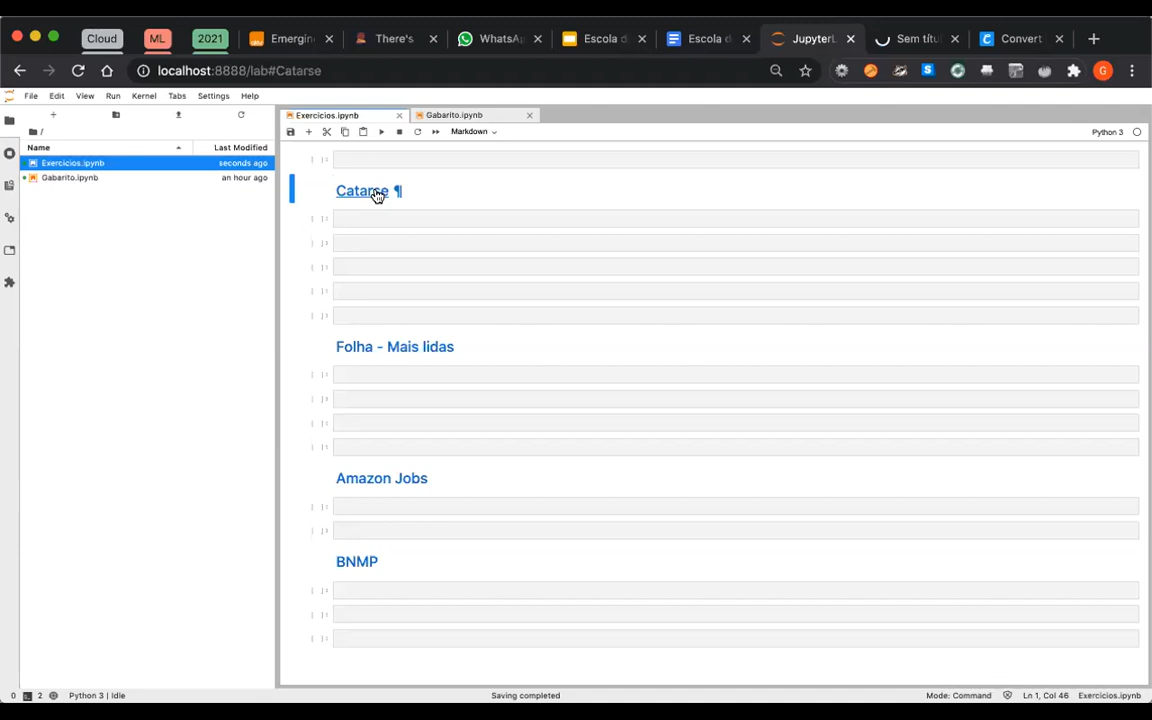 Cloud ML 2021 Emergin There's WhatsAp Escola d Escola d JupyterL Sem títu Convert
localhost:8888/lab#Catarse G
File Edit View Run Kernel Tabs Settings Help
Exercicios.ipynb Gabarito.ipynb
/ Markdown Python 3
Name Last Modified
Exercicios.ipynb seconds ago
Gabarito.ipynb an hour ago
[ ]:
Catarse ¶
[ ]:
[ ]:
[ ]:
[ ]:
[ ]:
Folha - Mais lidas
[ ]:
[ ]:
[ ]:
[ ]:
Amazon Jobs
[ ]:
[ ]:
BNMP
[ ]:
[ ]:
[ ]:
0 2 Python 3 | Idle Saving completed Mode: Command Ln 1, Col 46 Exercicios.ipynb